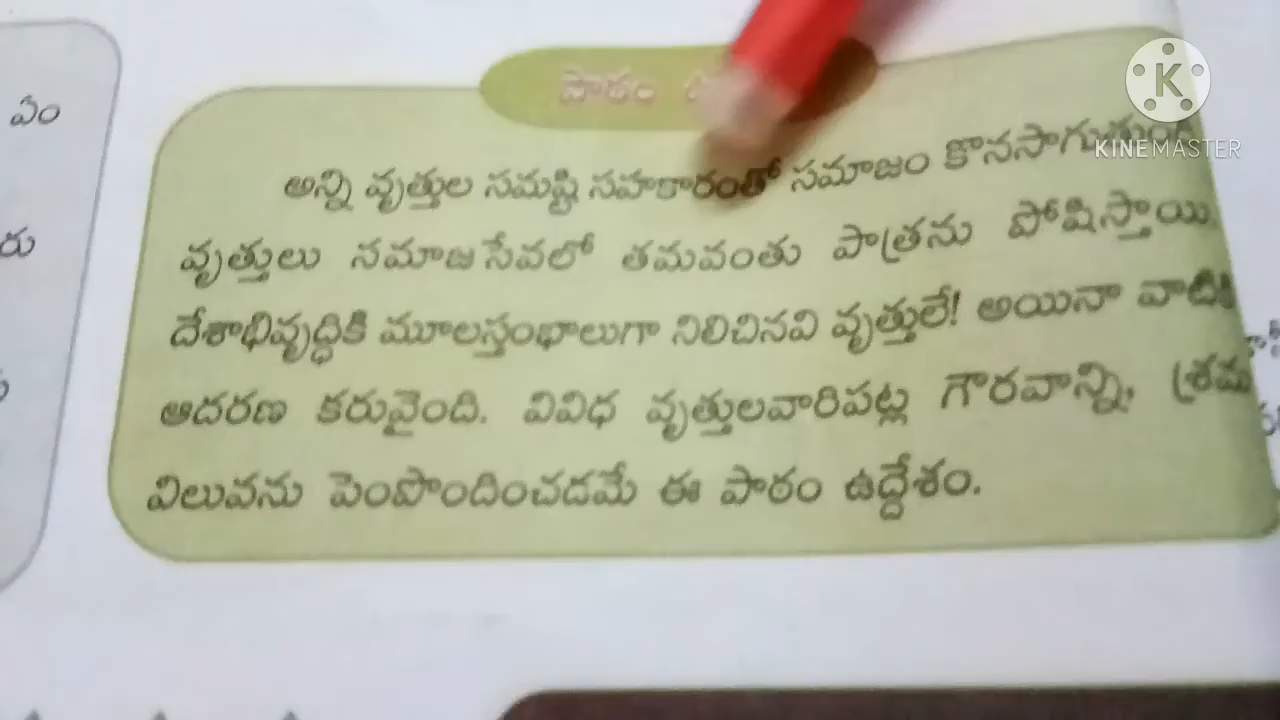 పాఠం
అన్ని వృత్తుల సమష్టి సహకారంతో సమాజం కొనసాగుతుంది
వృత్తులు సమాజసేవలో తమవంతు పాత్రను పోషిస్తాయి
దేశాభివృద్ధికి మూలస్తంభాలుగా నిలిచినవి వృత్తులే! అయినా వాటికి
ఆదరణ కరువైంది. వివిధ వృత్తులవారిపట్ల గౌరవాన్ని, శ్రమ
విలువను పెంపొందించడమే ఈ పాఠం ఉద్దేశం.
ఏం
రు
K
KINEMASTER